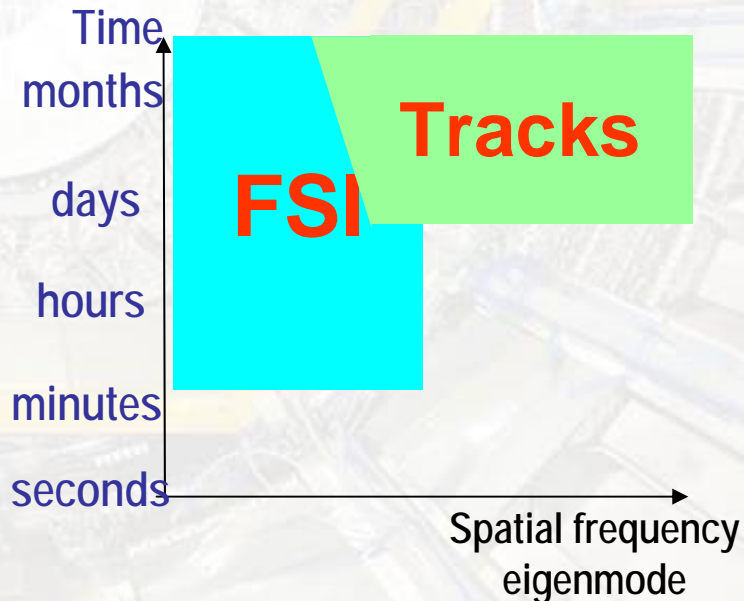 Time
months
Tracks
days
FSI
hours
minutes
seconds
Spatial frequency
eigenmode